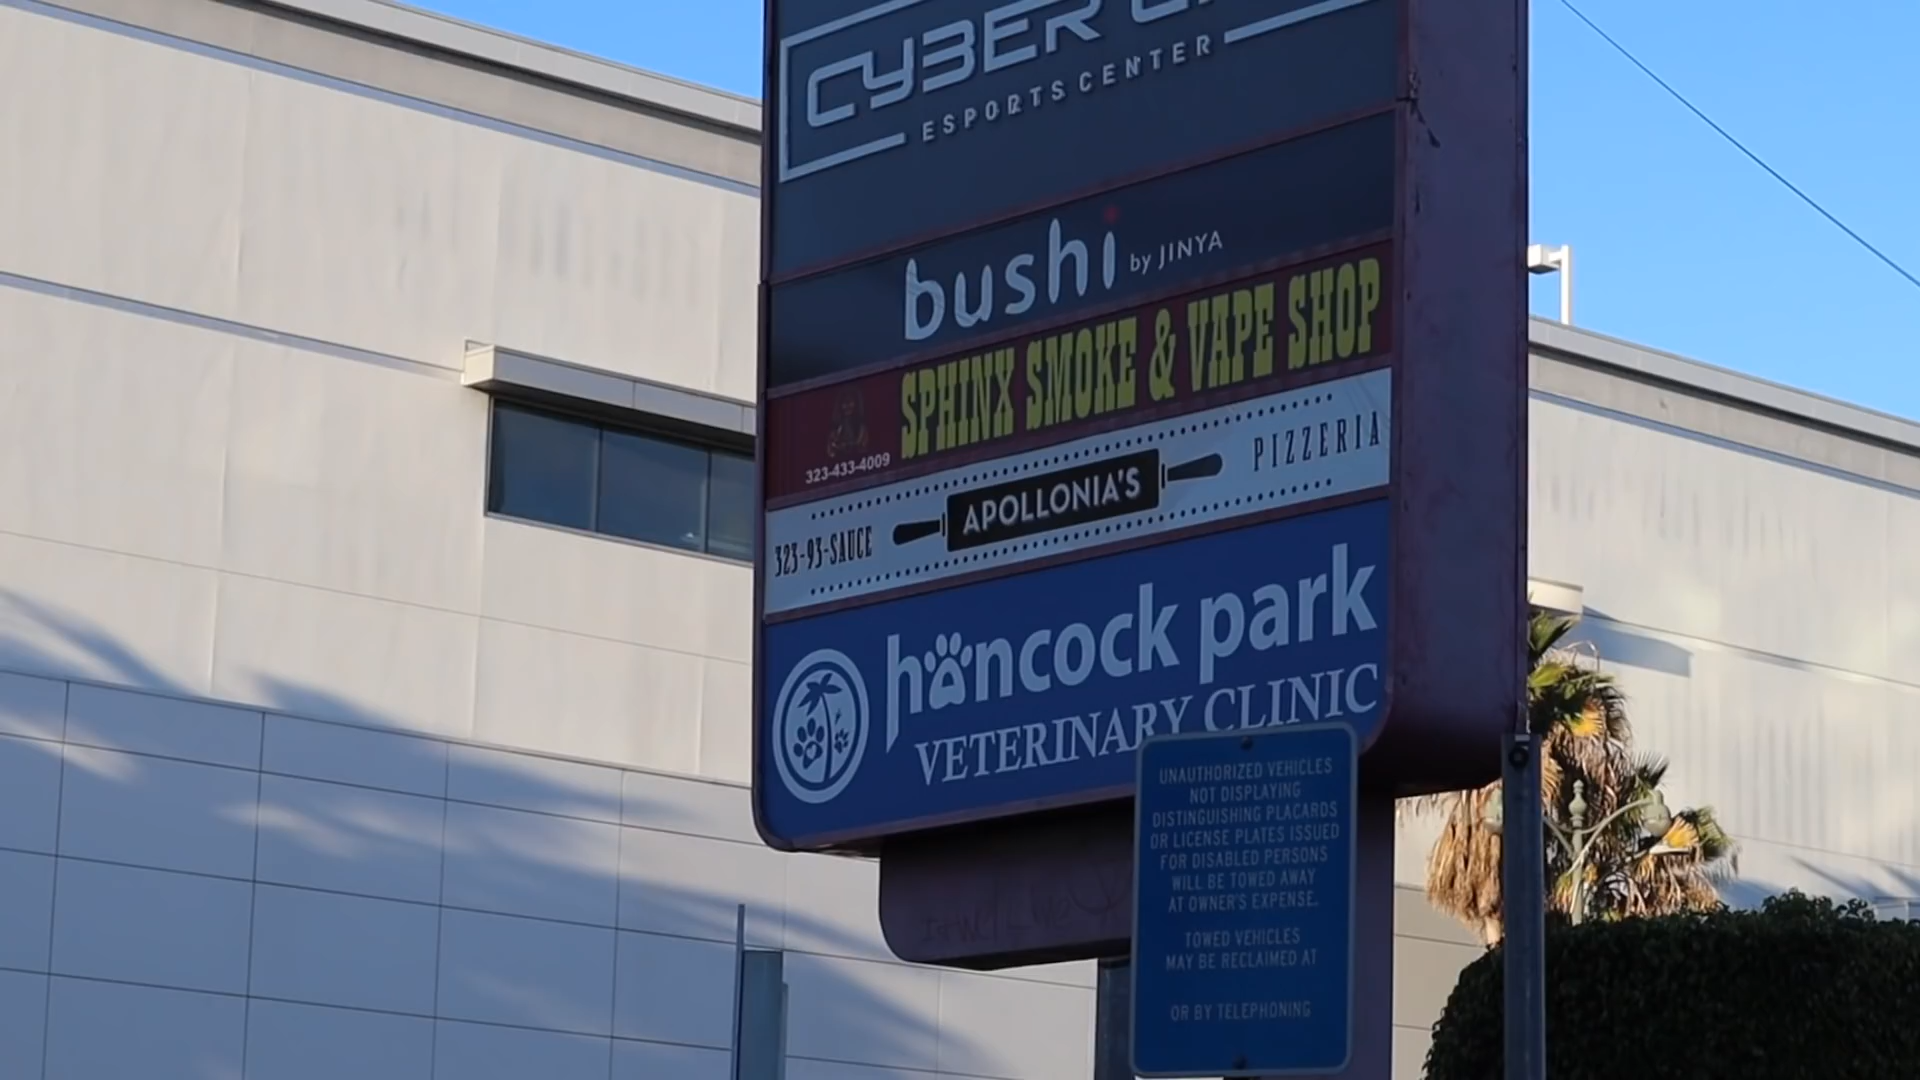 CYBER
ESPORTS CENTER
bushi by JINYA
SPHINX SMOKE & VAPE SHOP
323-433-4009
PIZZERIA
APOLLONIA'S
323-93-SAUCE
hancock park
VETERINARY CLINIC
UNAUTHORIZED VEHICLES
NOT DISPLAYING
DISTINGUISHING PLACARDS
OR LICENSE PLATES ISSUED
FOR DISABLED PERSONS
WILL BE TOWED AWAY
AT OWNER'S EXPENSE.
TOWED VEHICLES
MAY BE RECLAIMED AT
OR BY TELEPHONING